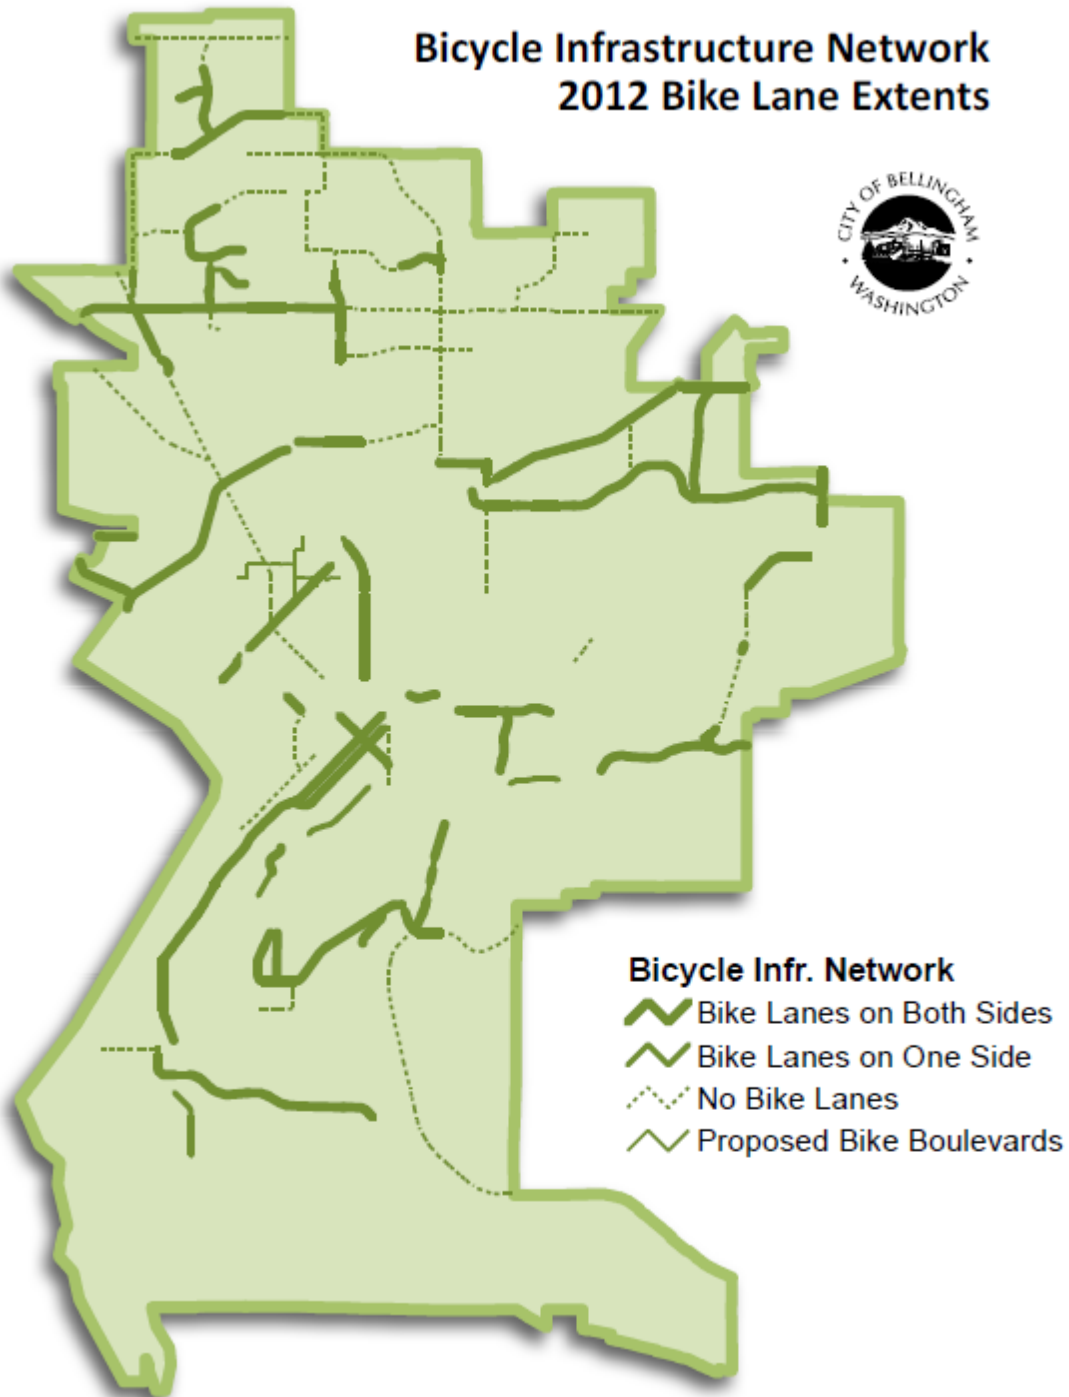 Bicycle Infrastructure Network
2012 Bike Lane Extents
CITY OF BELLINGHAM
WASHINGTON
Bicycle Infr. Network
Bike Lanes on Both Sides
Bike Lanes on One Side
No Bike Lanes
Proposed Bike Boulevards